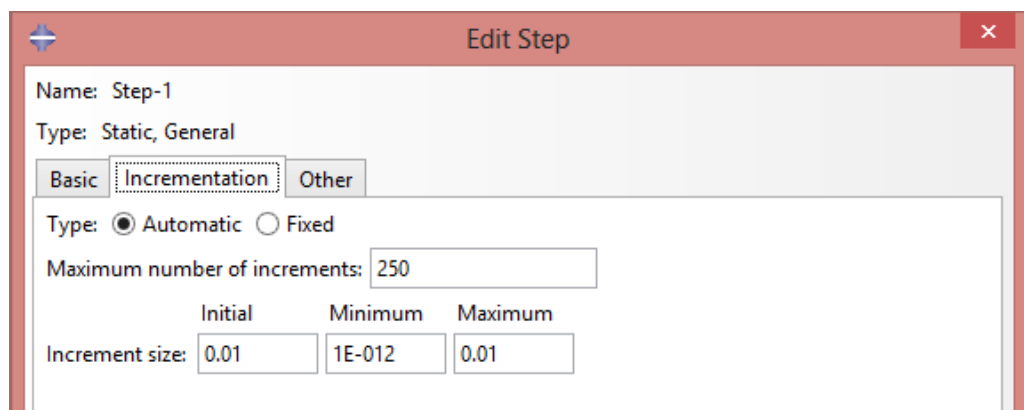 Edit Step
Name: Step-1
Type: Static, General
Basic Incrementation Other
Type: Automatic Fixed
Maximum number of increments: 250
Initial Minimum Maximum
Increment size: 0.01 1E-012 0.01